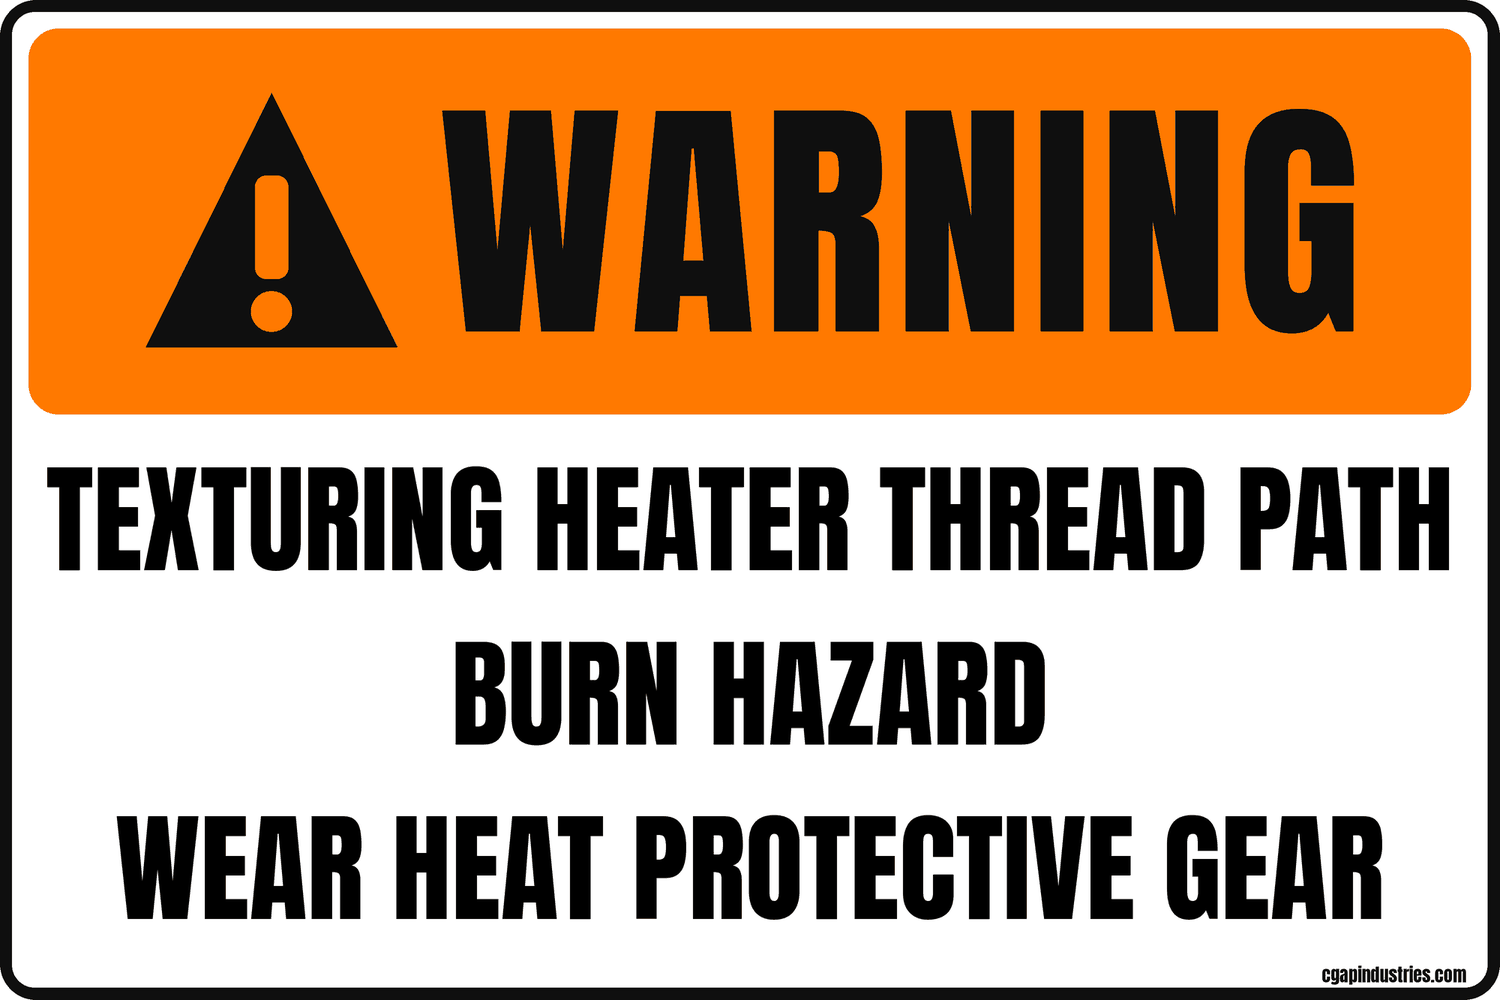 WARNING
TEXTURING HEATER THREAD PATH
BURN HAZARD
WEAR HEAT PROTECTIVE GEAR
cgapindustries.com